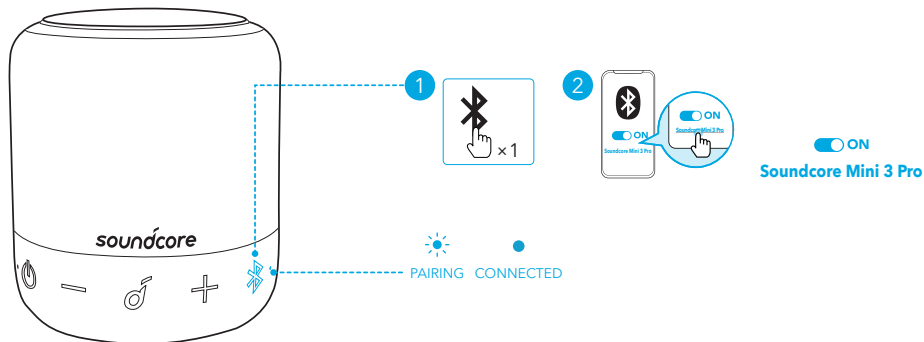 1
×1
2
ON
Soundcore Mini 3 Pro
ON
Soundcore Mini 3 Pro
ON
Soundcore Mini 3 Pro
soundcore
PAIRING CONNECTED